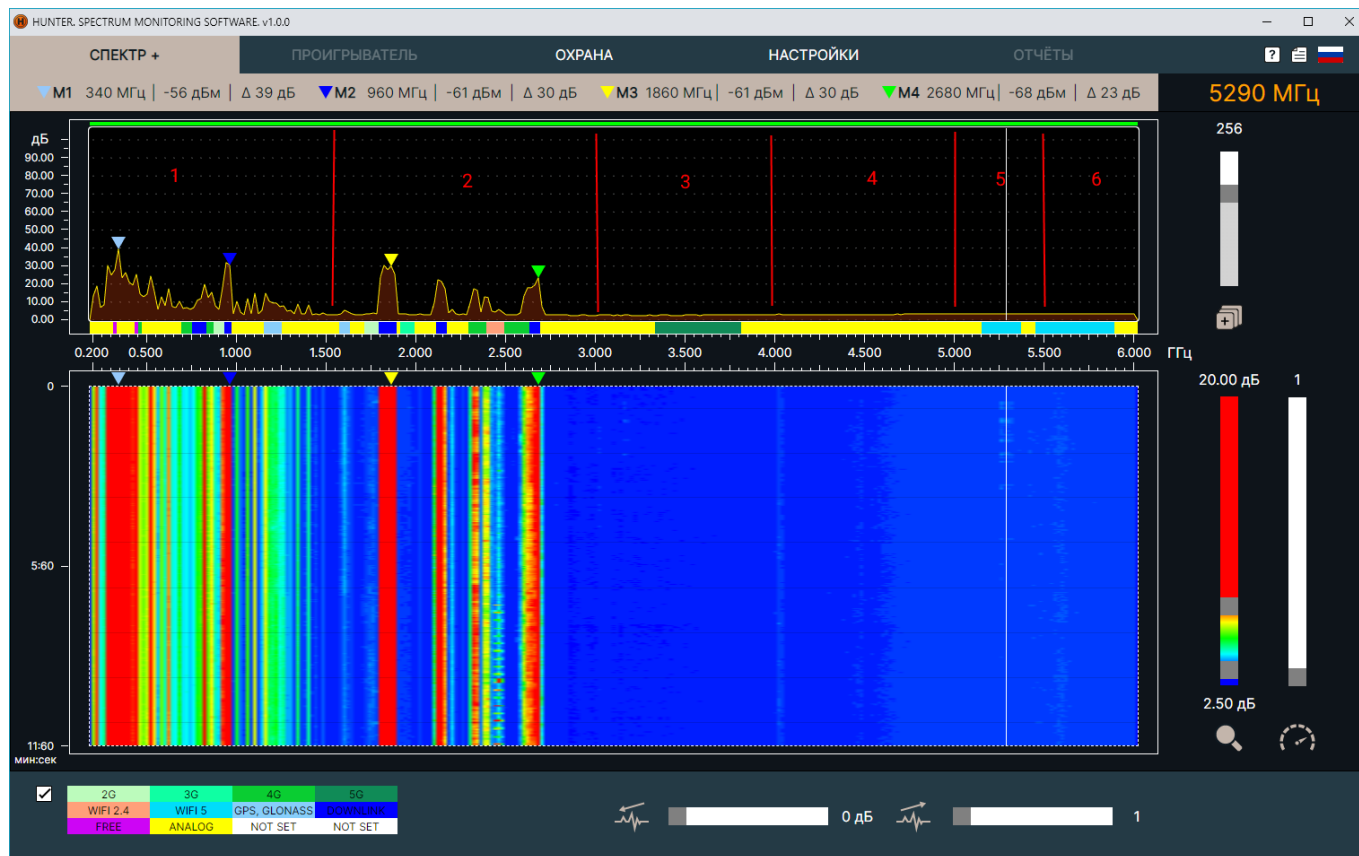 HUNTER. SPECTRUM MONITORING SOFTWARE. v1.0.0
СПЕКТР + ПРОИГРЫВАТЕЛЬ ОХРАНА НАСТРОЙКИ ОТЧЁТЫ ?
M1 340 МГц | -56 дБм | Δ 39 дБ M2 960 МГц | -61 дБм | Δ 30 дБ M3 1860 МГц | -61 дБм | Δ 30 дБ M4 2680 МГц | -68 дБм | Δ 23 дБ 5290 МГц
256
дБ
90.00
80.00
70.00
60.00
50.00
40.00
30.00
20.00
10.00
0.00
1 2 3 4 5 6
0.200 0.500 1.000 1.500 2.000 2.500 3.000 3.500 4.000 4.500 5.000 5.500 6.000 ГГц
0
5:60
11:60
мин:сек
20.00 дБ 1
2.50 дБ
2G 3G 4G 5G
WIFI 2.4 WIFI 5 GPS, GLONASS DOWNLINK
FREE ANALOG NOT SET NOT SET
0 дБ 1